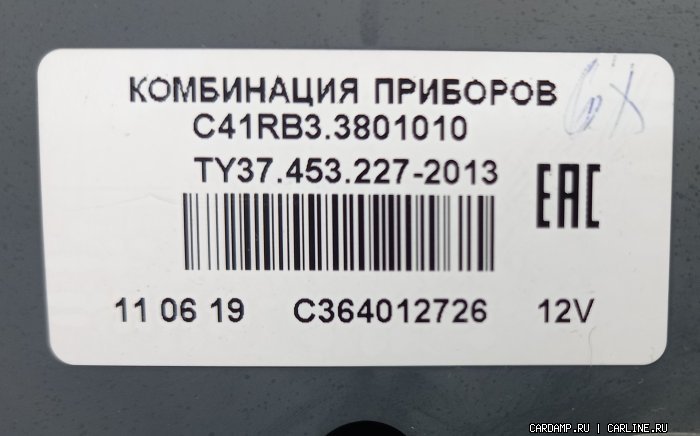 КОМБИНАЦИЯ ПРИБОРОВ
C41RB3.3801010
ТУ37.453.227-2013
EAC
11 06 19 C364012726 12V
CARDAMP.RU | CARLINE.RU